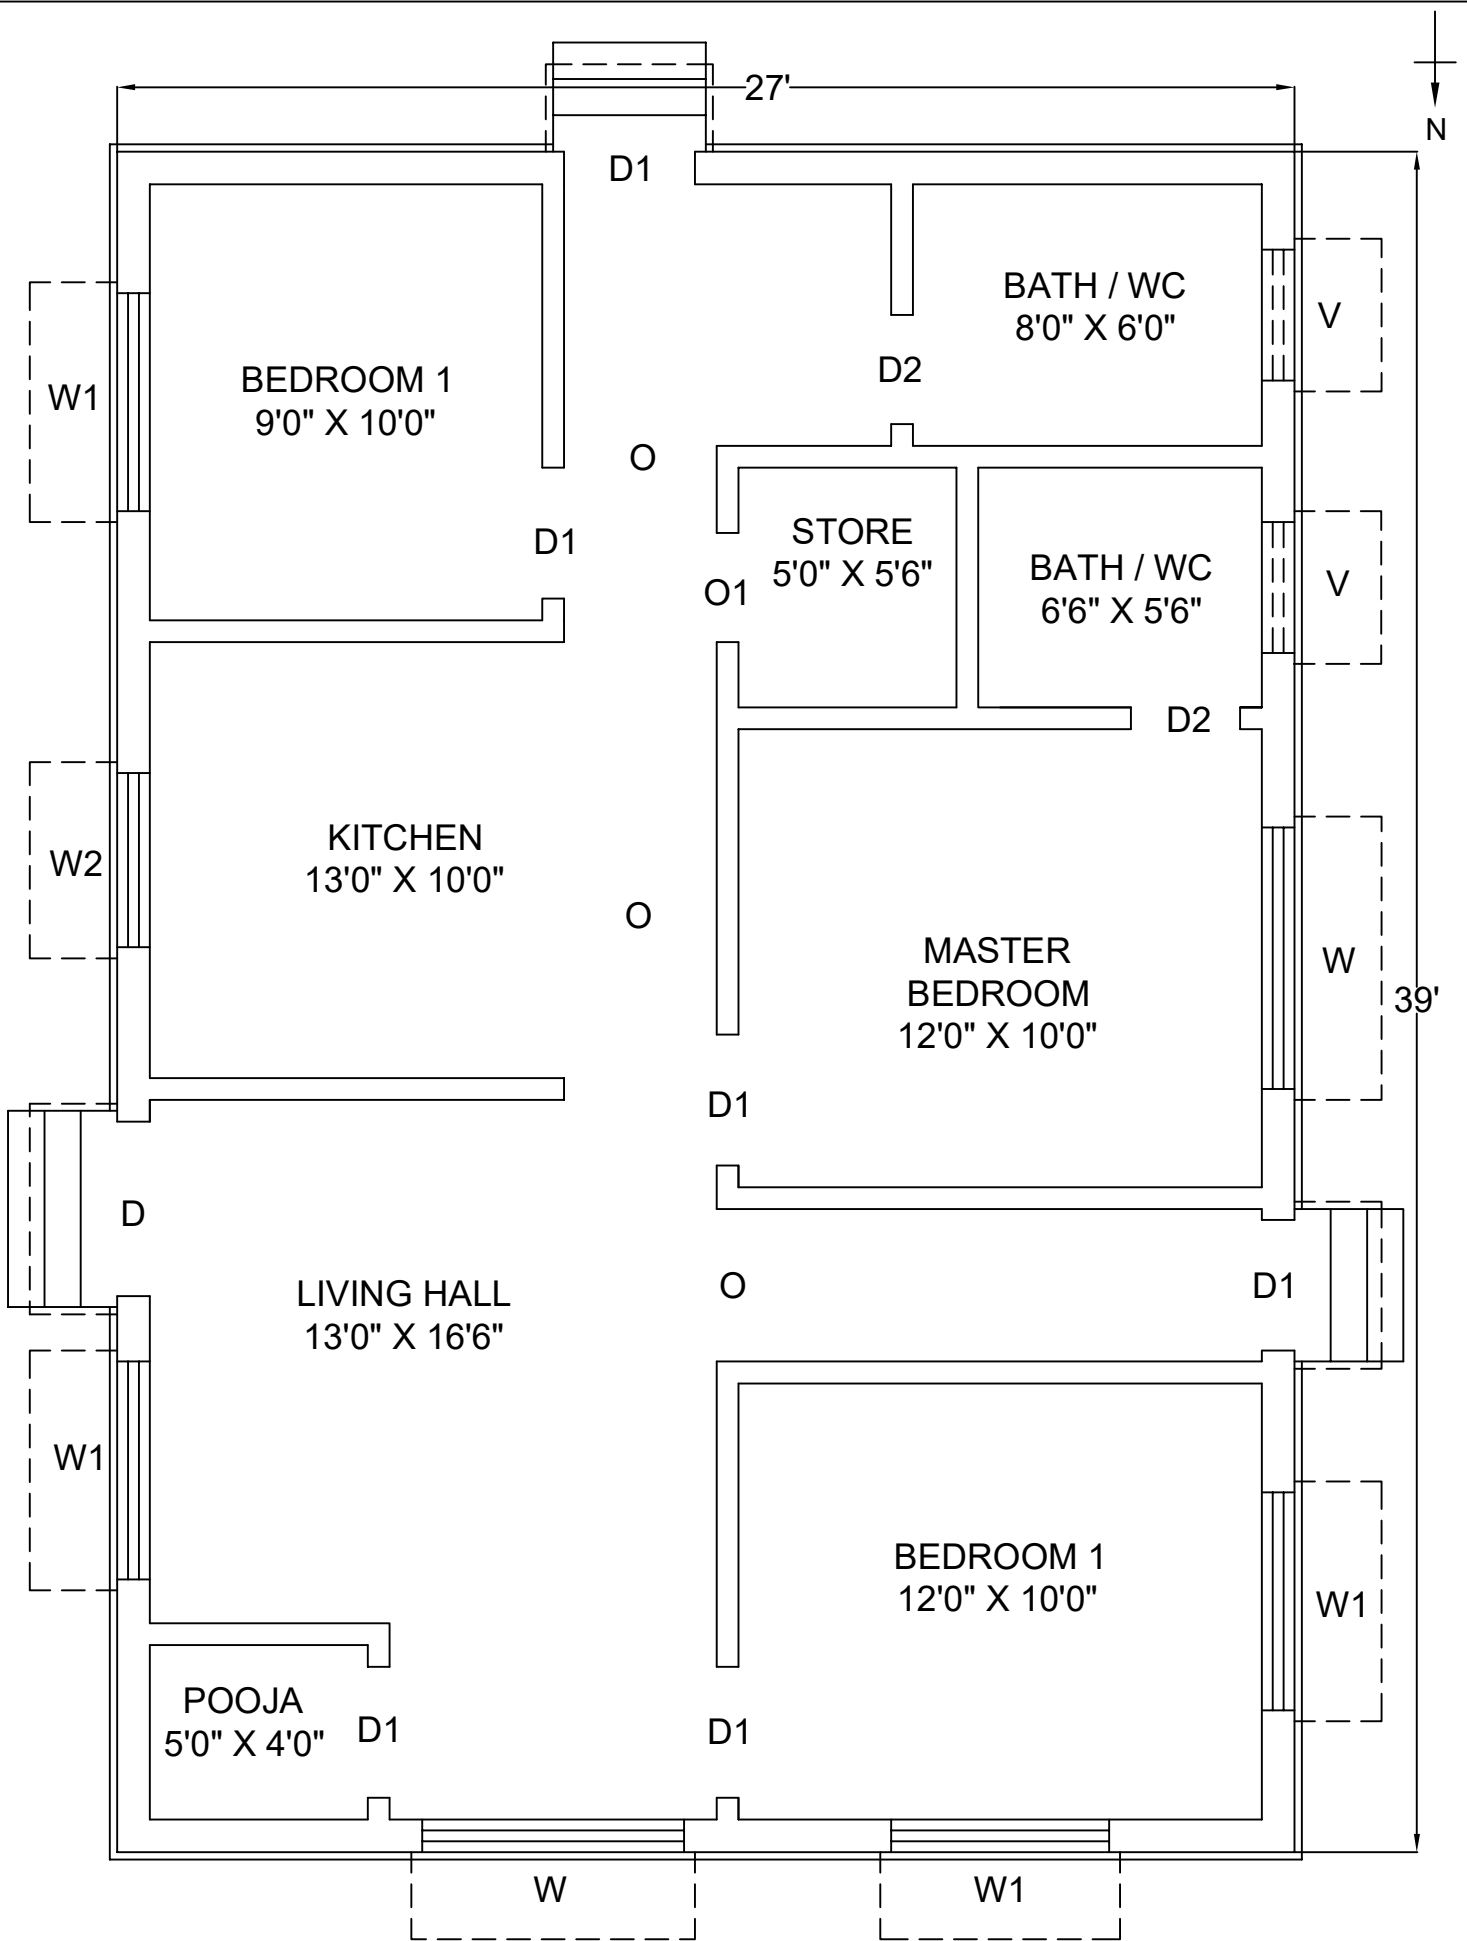 27'
N
D1
BATH / WC
8'0" X 6'0"
V
D2
BEDROOM 1
9'0" X 10'0"
W1
O
D1
STORE
5'0" X 5'6"
O1
BATH / WC
6'6" X 5'6"
V
D2
KITCHEN
13'0" X 10'0"
W2
O
MASTER
BEDROOM
12'0" X 10'0"
W
39'
D1
D
LIVING HALL
13'0" X 16'6"
O
D1
W1
BEDROOM 1
12'0" X 10'0"
W1
POOJA
5'0" X 4'0"
D1
D1
W
W1